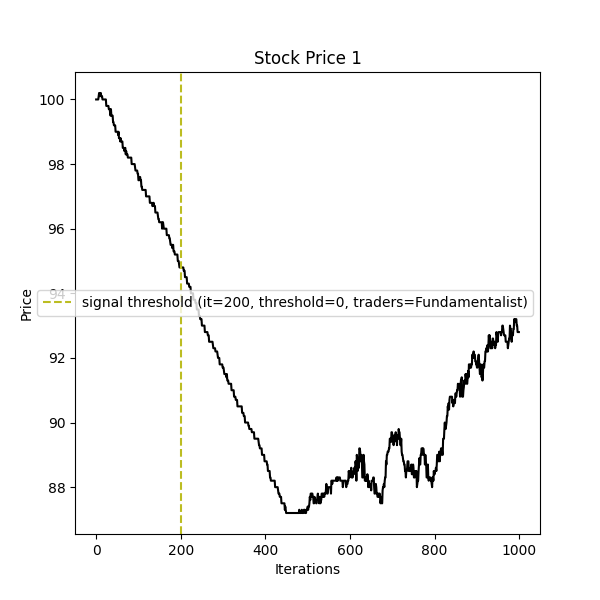 Stock Price 1
100
98
96
94
signal threshold (it=200, threshold=0, traders=Fundamentalist)
Price
92
90
88
0 200 400 600 800 1000
Iterations